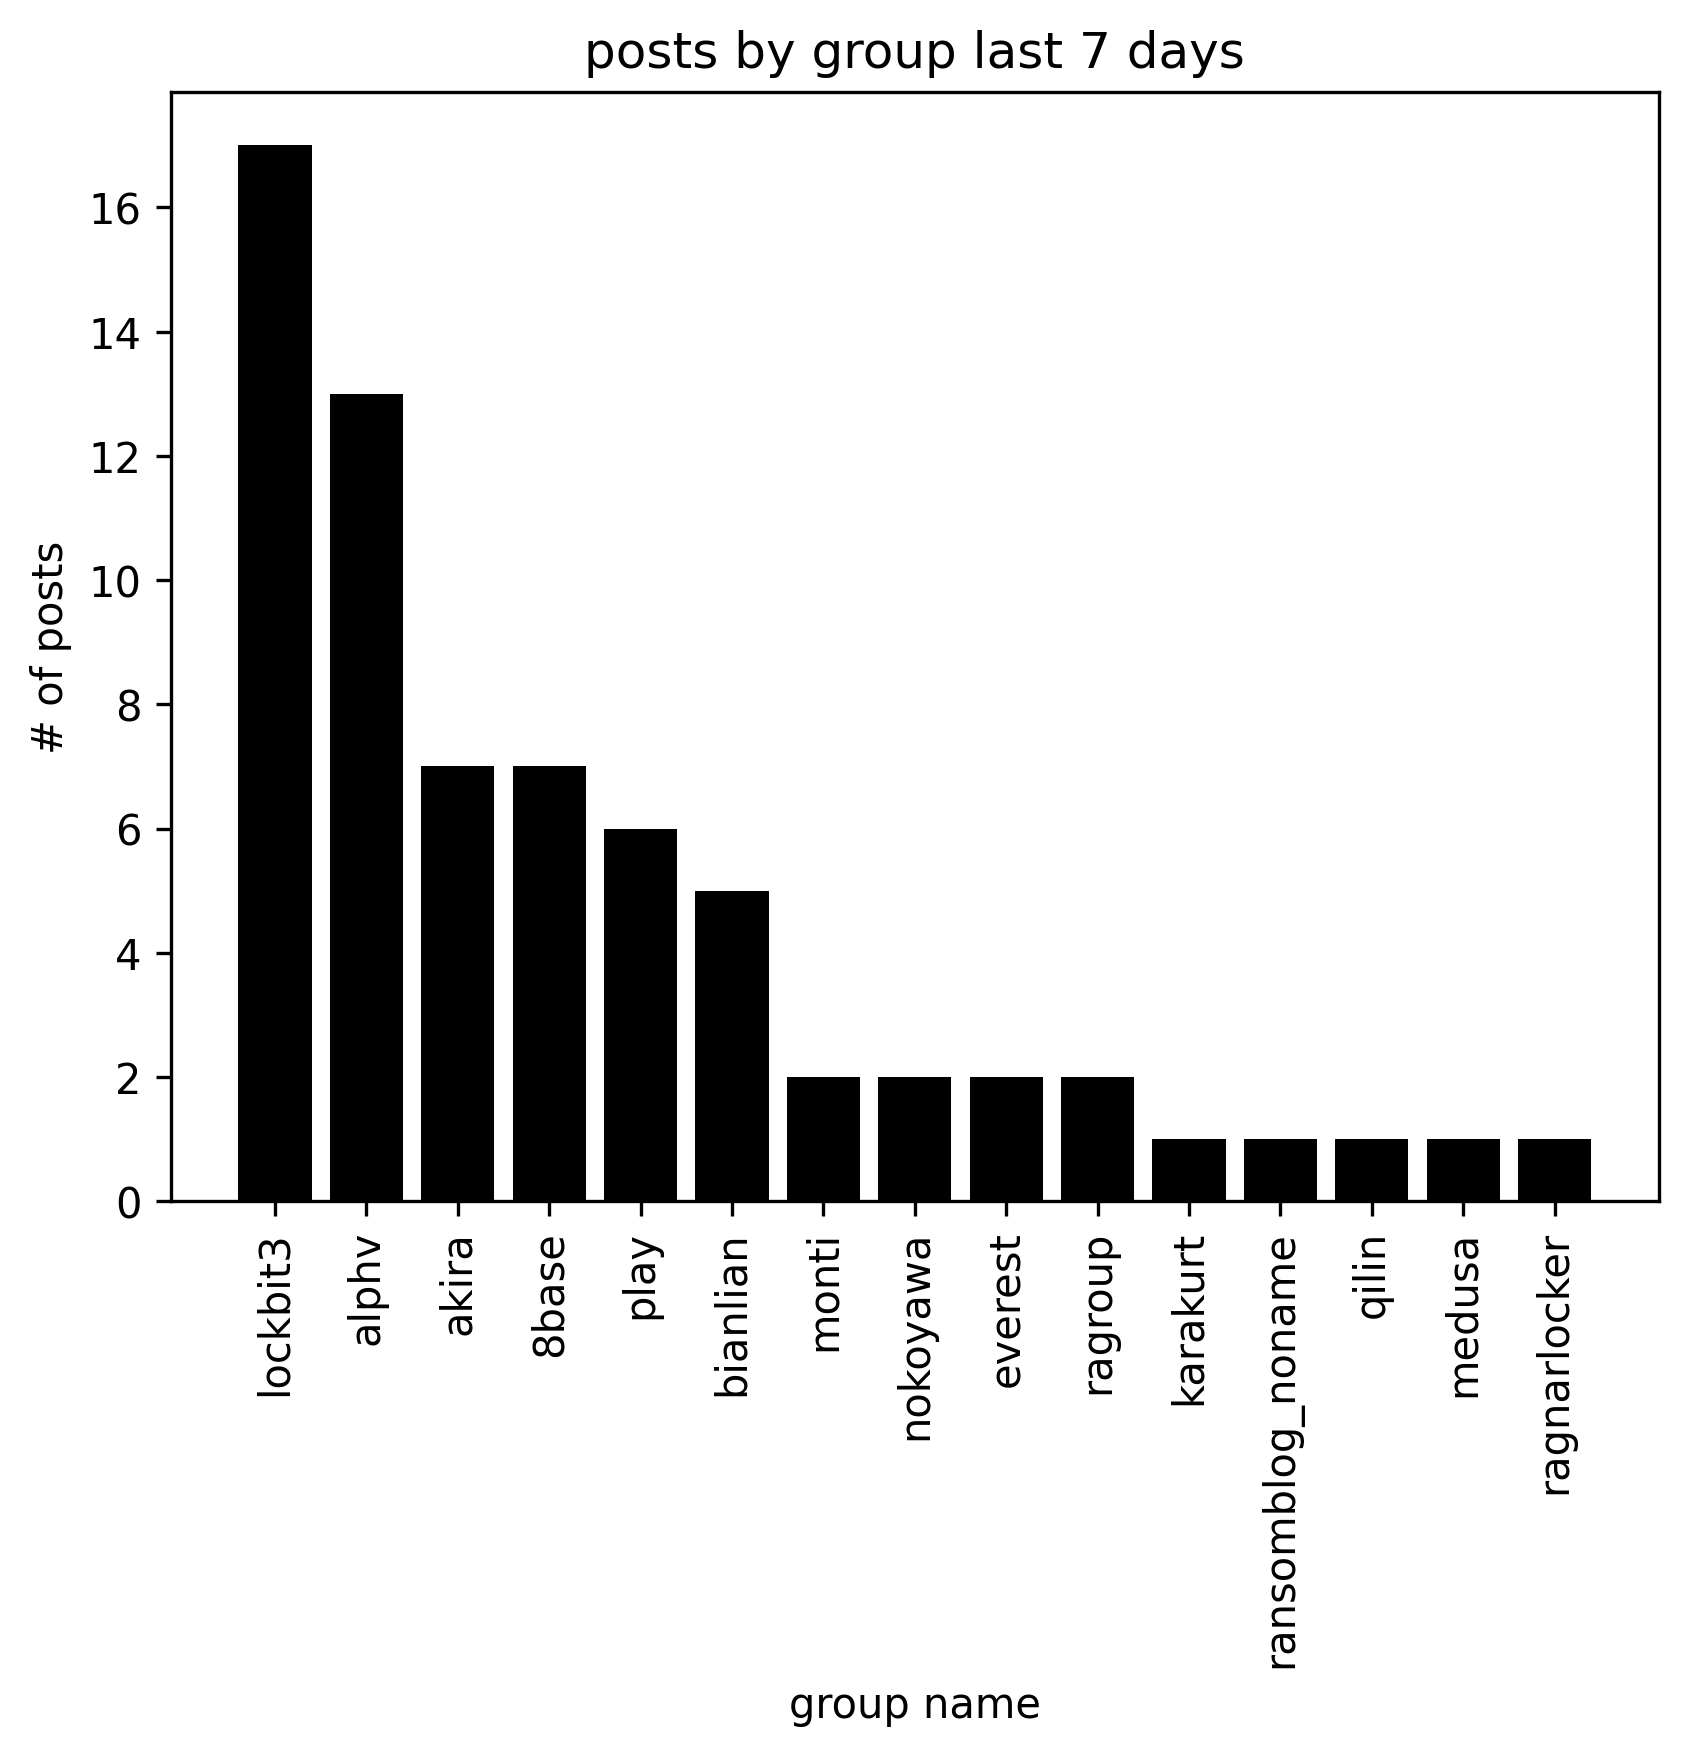 posts by group last 7 days
# of posts
16
14
12
10
8
6
4
2
0
lockbit3
alphv
akira
8base
play
bianlian
monti
nokoyawa
everest
ragroup
karakurt
ransomblog_noname
qilin
medusa
ragnarlocker
group name